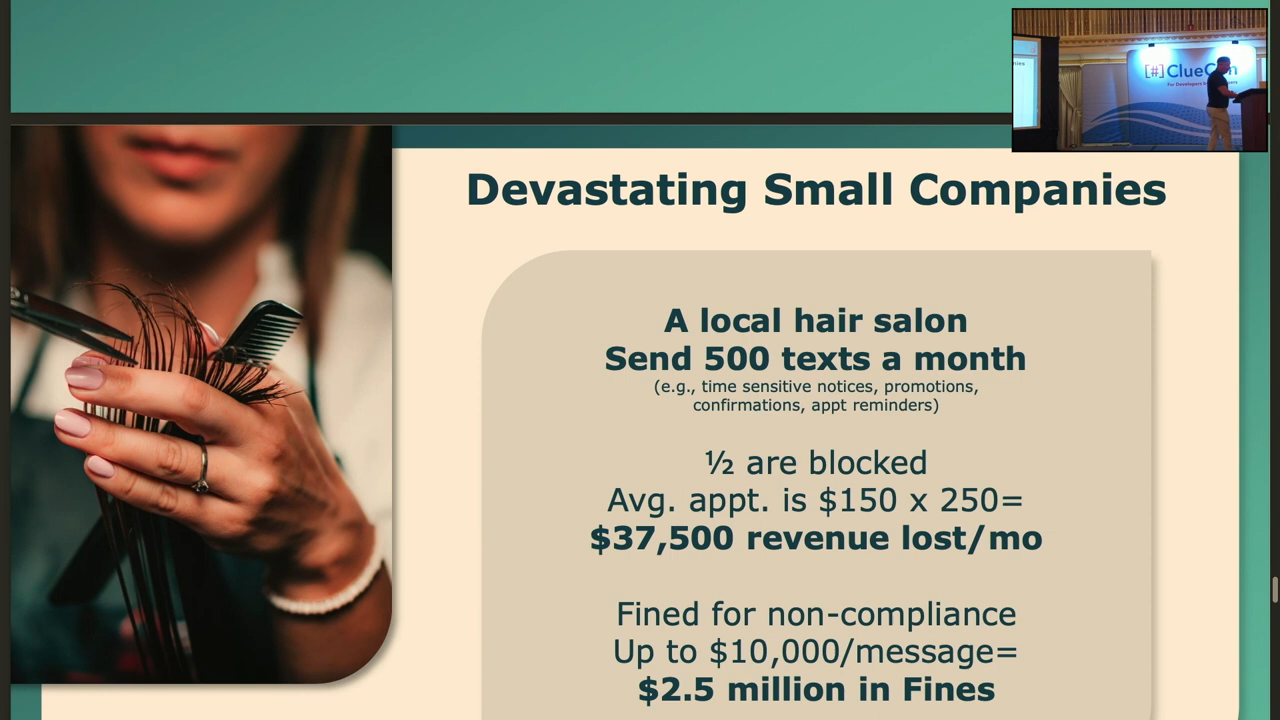 [#]ClueCon
Devastating Small Companies
A local hair salon
Send 500 texts a month
(e.g., time sensitive notices, promotions,
confirmations, appt reminders)
½ are blocked
Avg. appt. is $150 x 250=
$37,500 revenue lost/mo
Fined for non-compliance
Up to $10,000/message=
$2.5 million in Fines